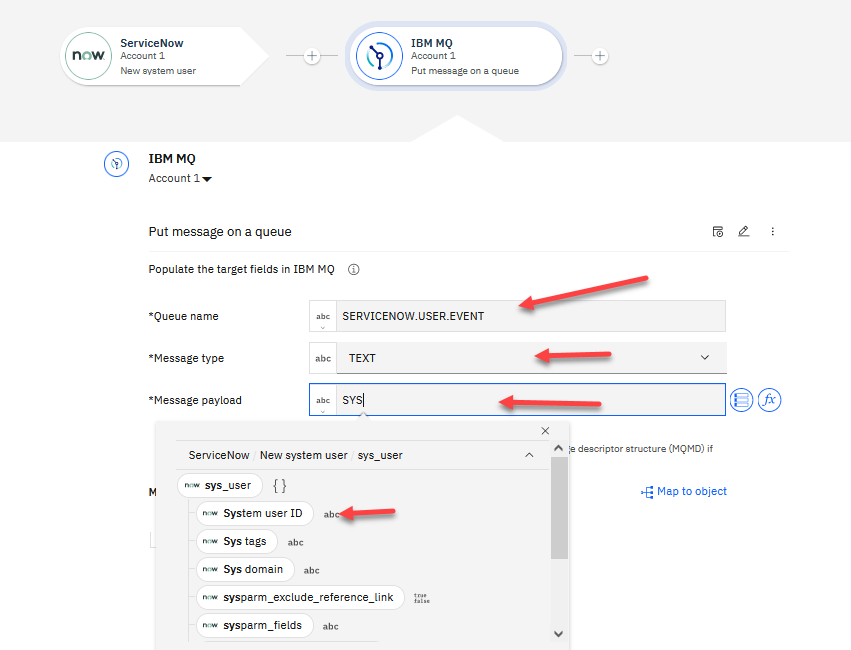 now.
ServiceNow
Account 1
New system user
IBM MQ
Account 1
Put message on a queue
IBM MQ
Account 1
Put message on a queue
Populate the target fields in IBM MQ
*Queue name
abc
SERVICENOW.USER.EVENT
*Message type
abc
TEXT
*Message payload
abc
SYS
fx
descriptor structure (MQMD) if
ServiceNow / New system user / sys_user
now sys_user { }
M
Map to object
now System user ID abc
now Sys tags abc
now Sys domain abc
now sysparm_exclude_reference_link true false
now sysparm_fields abc